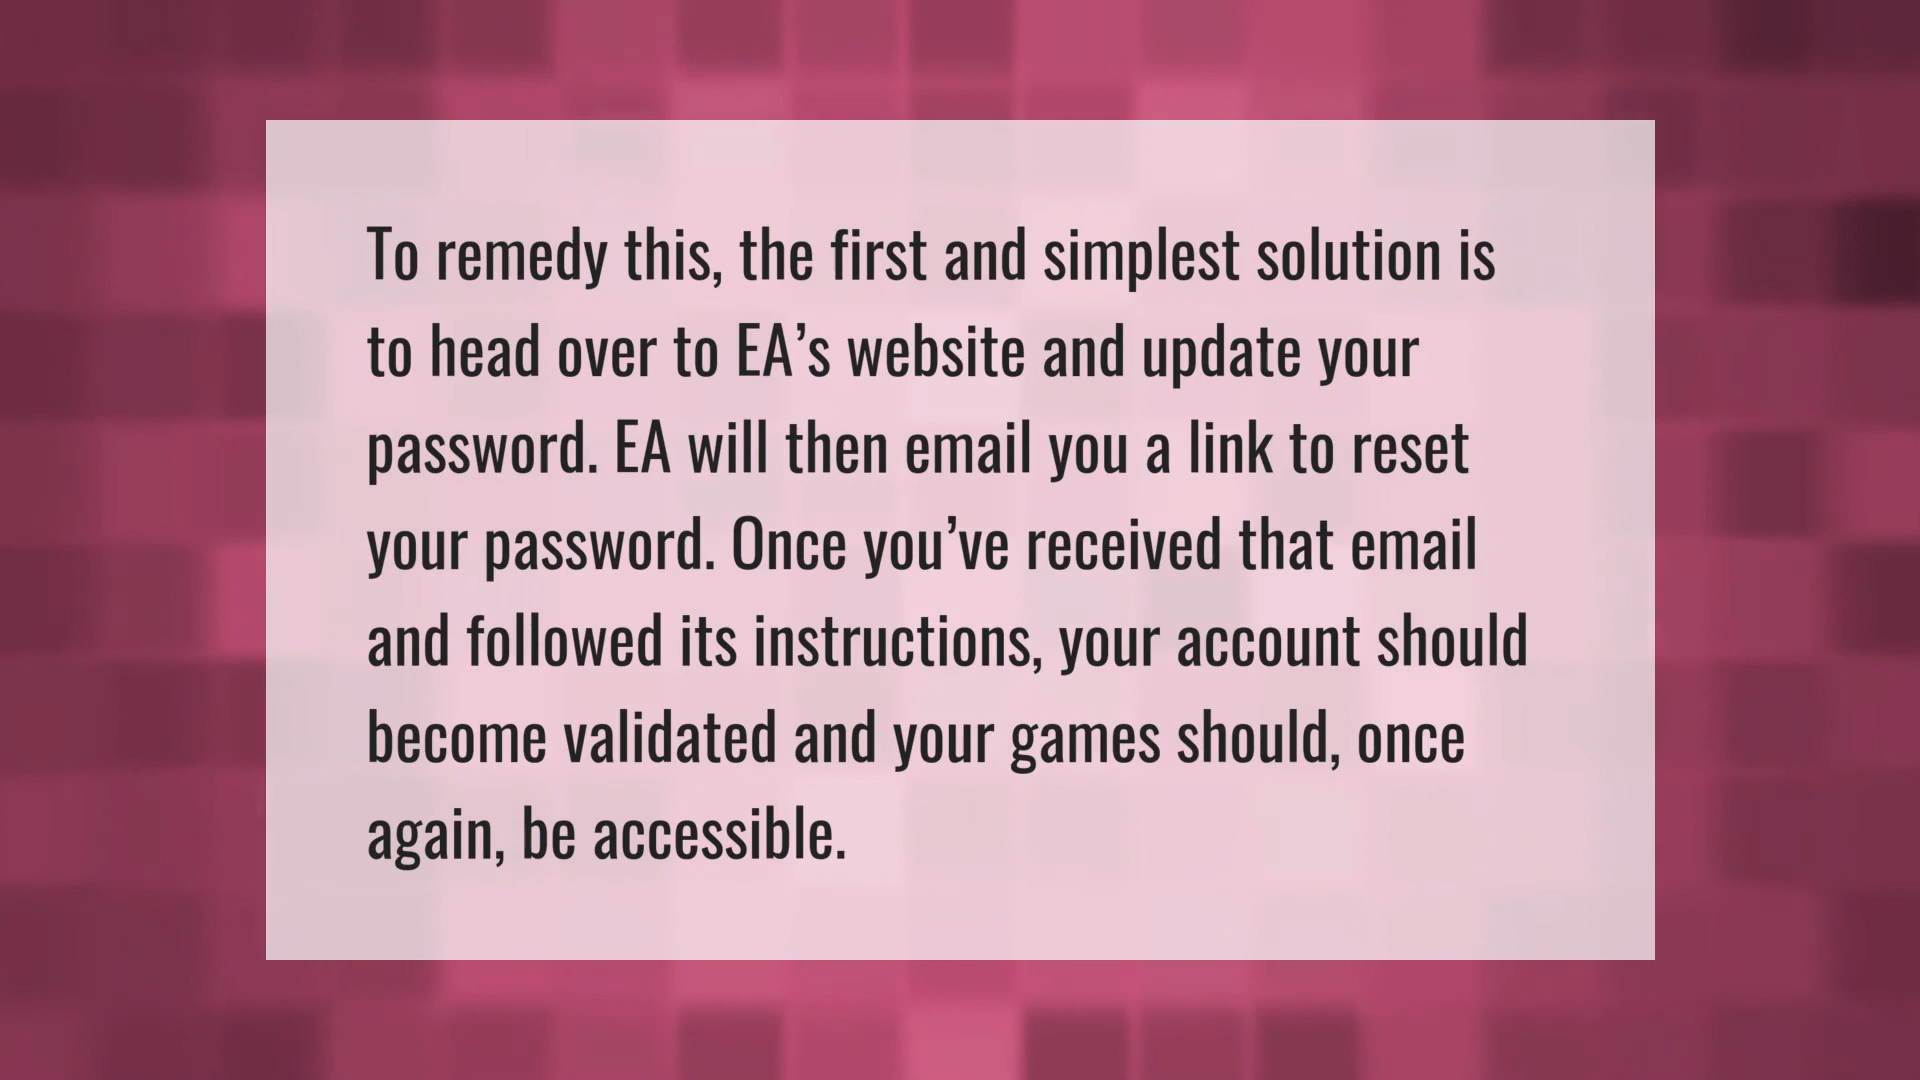 To remedy this, the first and simplest solution is
to head over to EA’s website and update your
password. EA will then email you a link to reset
your password. Once you’ve received that email
and followed its instructions, your account should
become validated and your games should, once
again, be accessible.